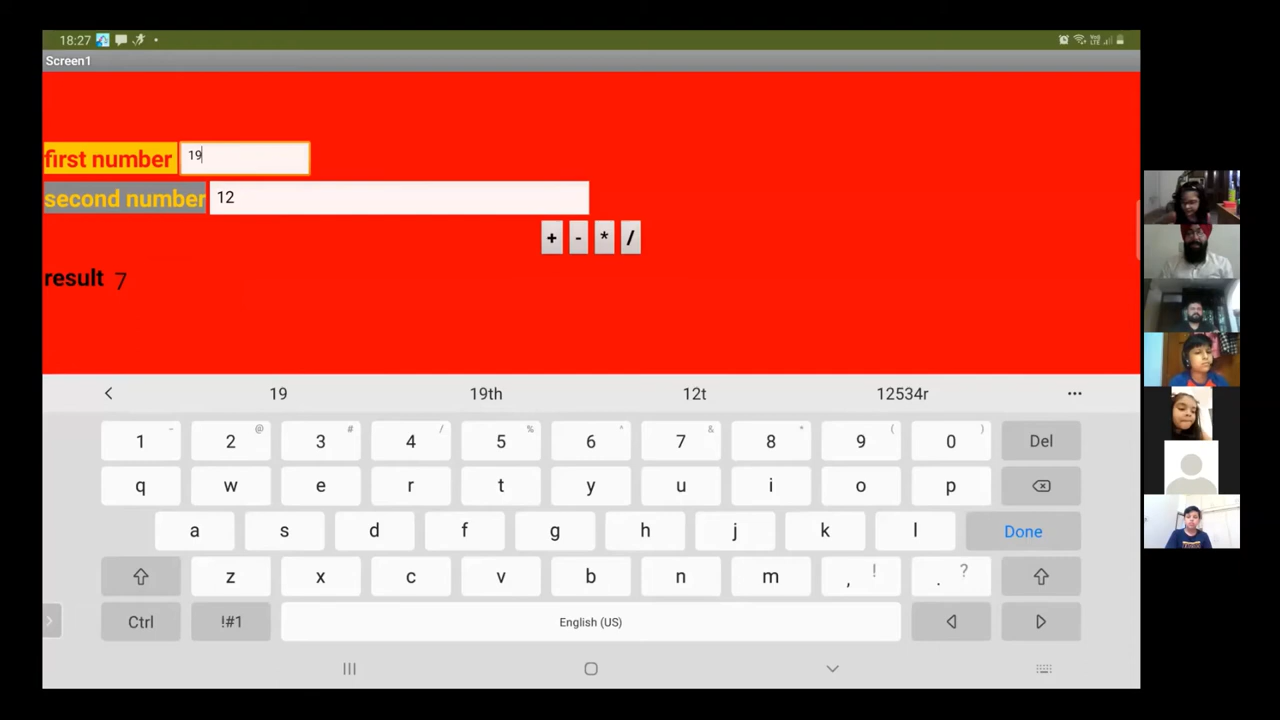 18:27
Screen1
first number 19
second number 12
+ - * /
result 7
19 19th 12t 12534r
1 - 2 @ 3 # 4 / 5 % 6 ^ 7 & 8 * 9 ( 0 ) Del
q w e r t y u i o p
a s d f g h j k l Done
z x c v b n m , ! . ?
Ctrl !#1 English (US)